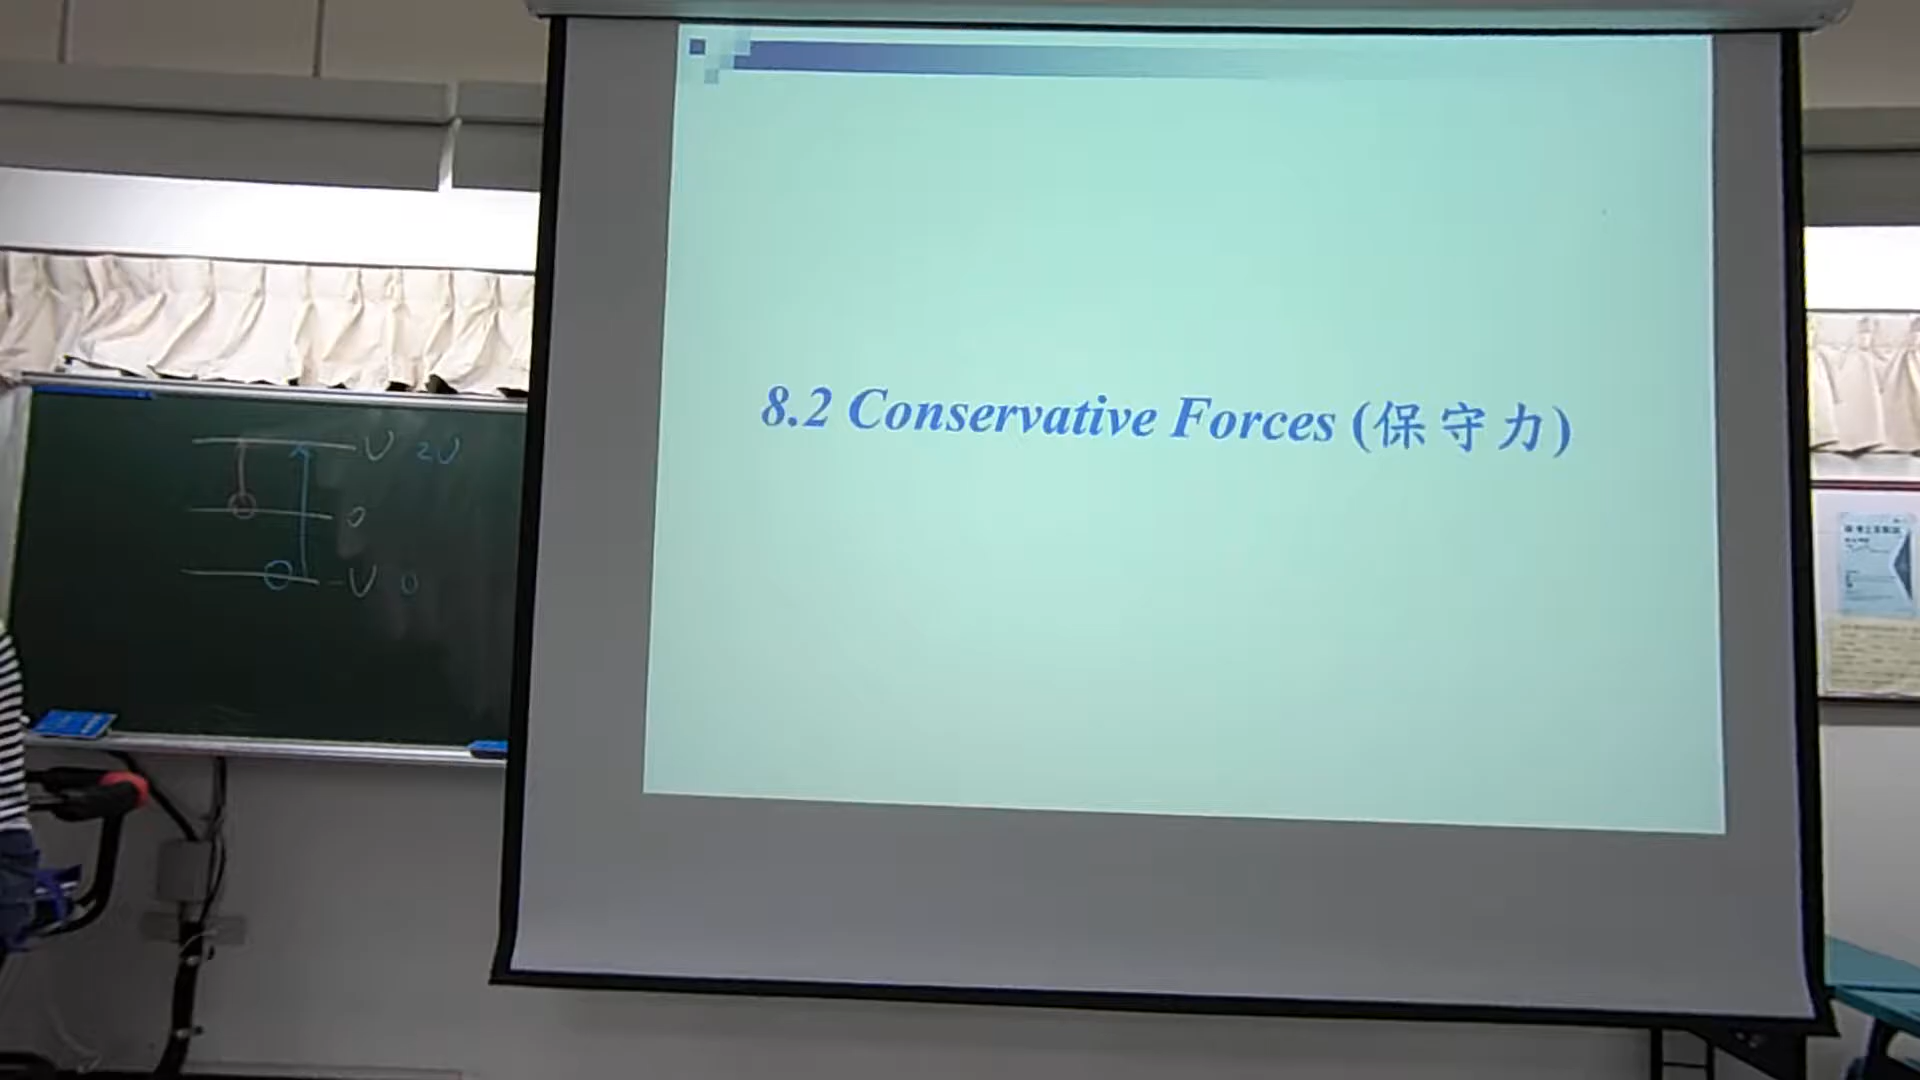 8.2 Conservative Forces (保守力)
U 2U
0
-U 0